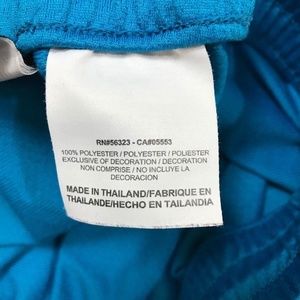 RN#56323 - CA#05553
100% POLYESTER / POLYESTER / POLIESTER
EXCLUSIVE OF DECORATION / DECORATION
NON COMPRISE / NO INCLUYE LA
DECORACION
MADE IN THAILAND/FABRIQUE EN
THAILANDE/HECHO EN TAILANDIA